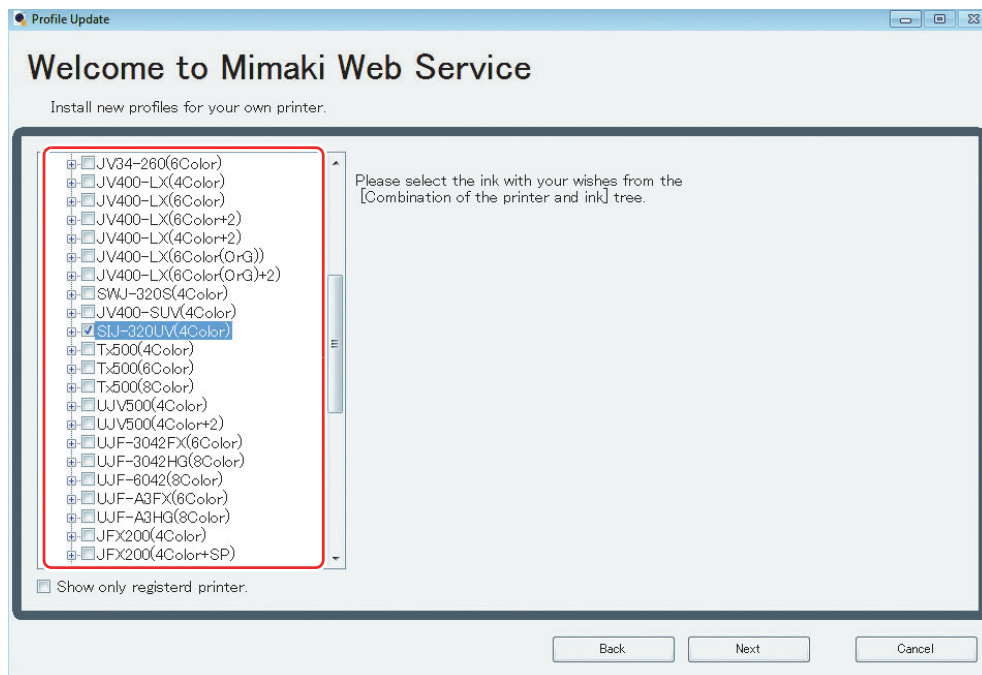 Profile Update
Welcome to Mimaki Web Service
Install new profiles for your own printer.
JV34-260(6Color)
JV400-LX(4Color)
JV400-LX(6Color)
JV400-LX(6Color+2)
JV400-LX(4Color+2)
JV400-LX(6Color(OrG))
JV400-LX(6Color(OrG)+2)
SWJ-320S(4Color)
JV400-SUV(4Color)
SIJ-320UV(4Color)
Tx500(4Color)
Tx500(6Color)
Tx500(8Color)
UJV500(4Color)
UJV500(4Color+2)
UJF-3042FX(6Color)
UJF-3042HG(8Color)
UJF-6042(8Color)
UJF-A3FX(6Color)
UJF-A3HG(8Color)
JFX200(4Color)
JFX200(4Color+SP)
Please select the ink with your wishes from the
[Combination of the printer and ink] tree.
Show only registerd printer.
Back Next Cancel